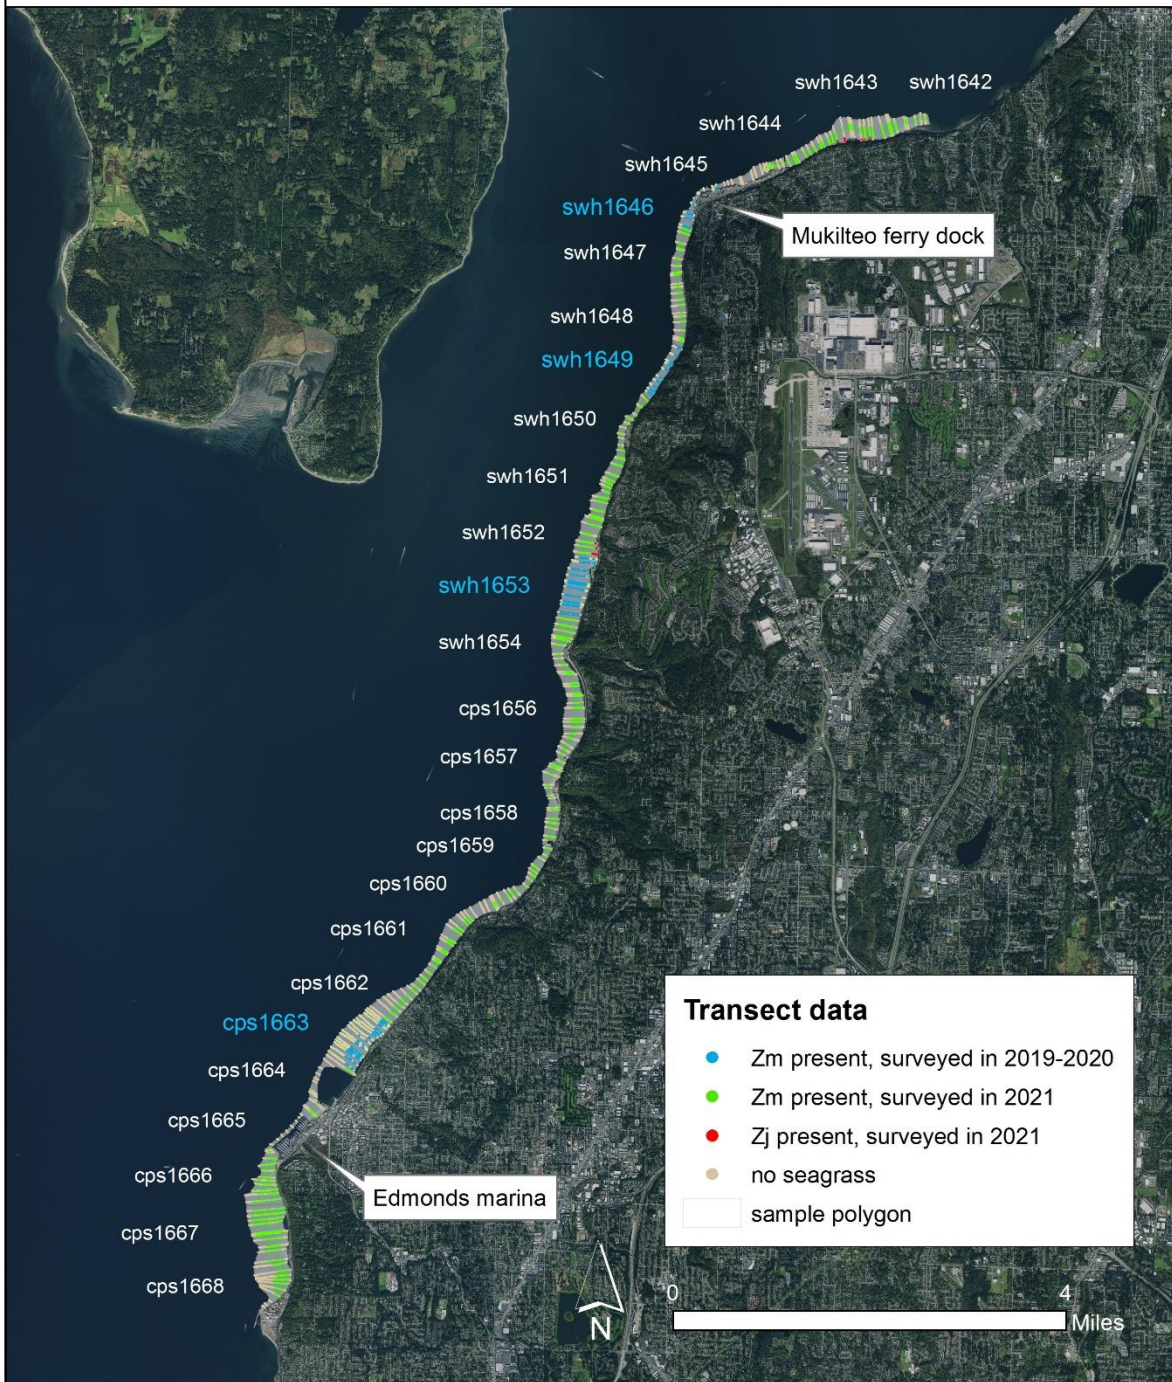 swh1642
swh1643
swh1644
swh1645
swh1646
Mukilteo ferry dock
swh1647
swh1648
swh1649
swh1650
swh1651
swh1652
swh1653
swh1654
cps1656
cps1657
cps1658
cps1659
cps1660
cps1661
cps1662
cps1663
cps1664
cps1665
cps1666
Edmonds marina
cps1667
cps1668
Transect data
Zm present, surveyed in 2019-2020
Zm present, surveyed in 2021
Zj present, surveyed in 2021
no seagrass
sample polygon
N
0 4
Miles